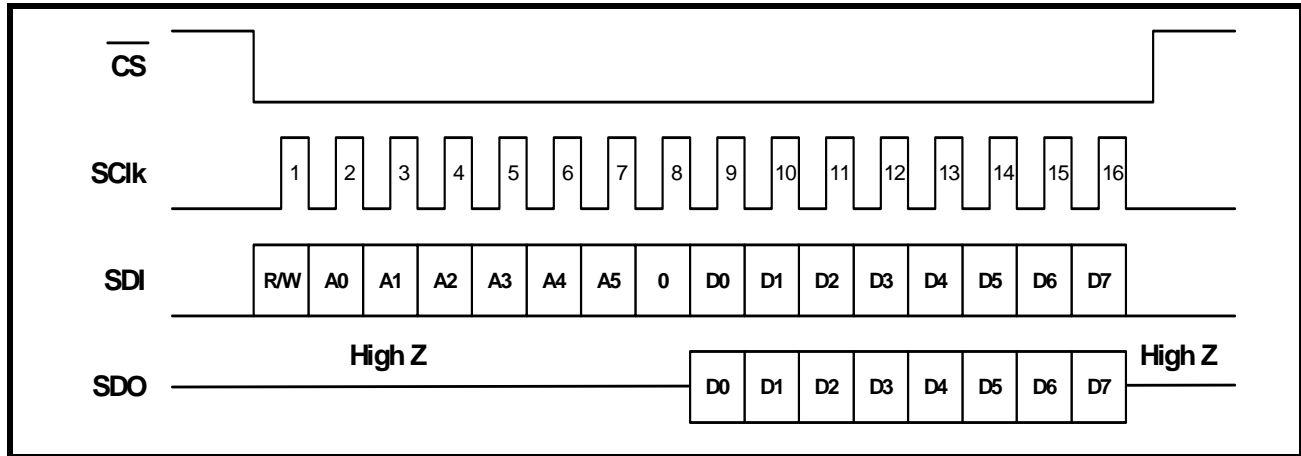 CS
SClk 1 2 3 4 5 6 7 8 9 10 11 12 13 14 15 16
SDI R/W A0 A1 A2 A3 A4 A5 0 D0 D1 D2 D3 D4 D5 D6 D7
High Z High Z
SDO D0 D1 D2 D3 D4 D5 D6 D7